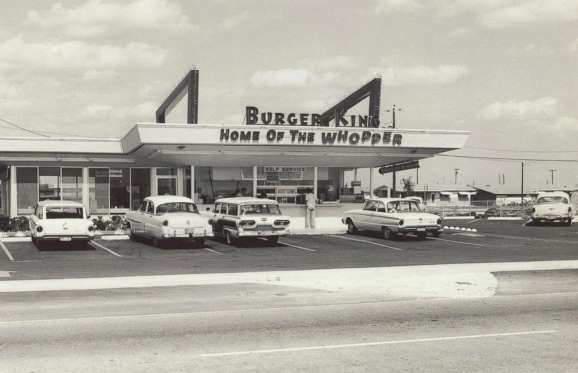 BURGER KING
HOME OF THE WHOPPER
SELF SERVICE